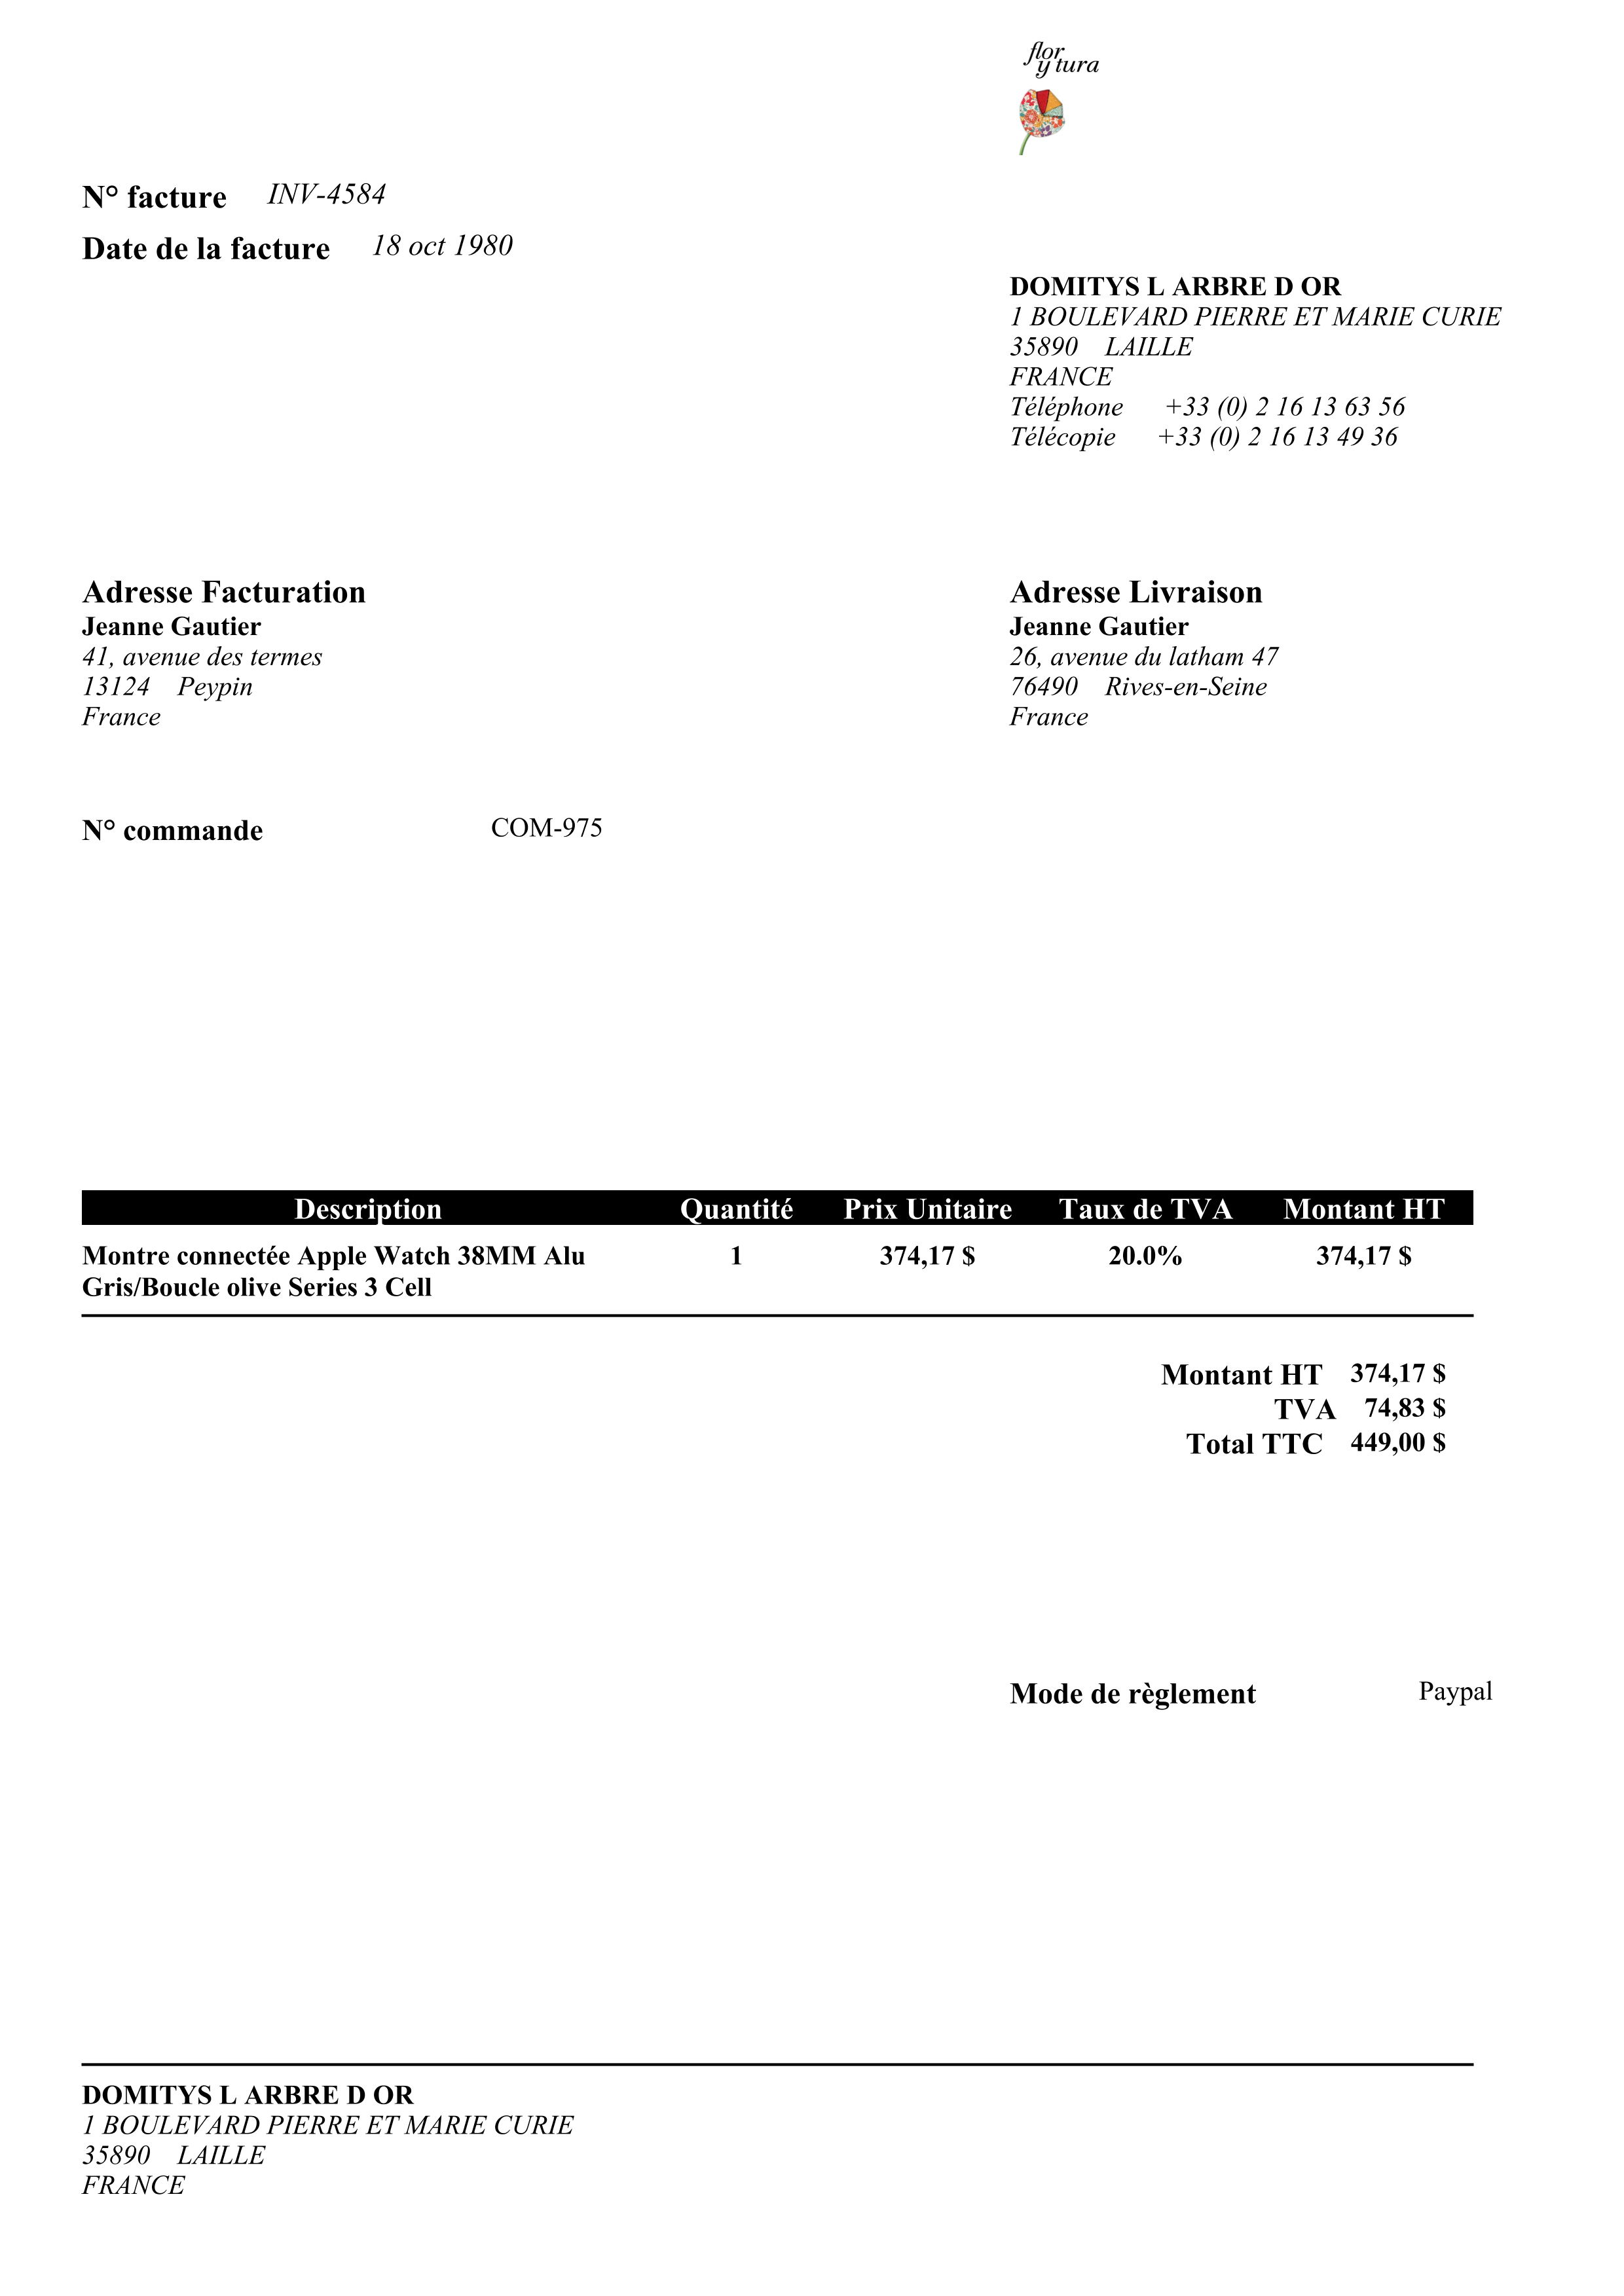 flor
y tura
N° facture INV-4584
Date de la facture 18 oct 1980
DOMITYS L ARBRE D OR
1 BOULEVARD PIERRE ET MARIE CURIE
35890 LAILLE
FRANCE
Téléphone +33 (0) 2 16 13 63 56
Télécopie +33 (0) 2 16 13 49 36
Adresse Facturation
Jeanne Gautier
41, avenue des termes
13124 Peypin
France
Adresse Livraison
Jeanne Gautier
26, avenue du latham 47
76490 Rives-en-Seine
France
N° commande COM-975
Description Quantité Prix Unitaire Taux de TVA Montant HT
Montre connectée Apple Watch 38MM Alu 1 374,17 $ 20.0% 374,17 $
Gris/Boucle olive Series 3 Cell
Montant HT 374,17 $
TVA 74,83 $
Total TTC 449,00 $
Mode de règlement Paypal
DOMITYS L ARBRE D OR
1 BOULEVARD PIERRE ET MARIE CURIE
35890 LAILLE
FRANCE